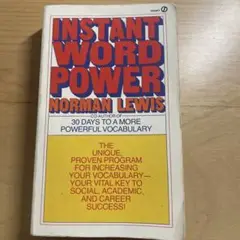 INSTANT
WORD
POWER
NORMAN LEWIS
CO-AUTHOR OF
30 DAYS TO A MORE
POWERFUL VOCABULARY
THE
UNIQUE,
PROVEN PROGRAM
FOR INCREASING
YOUR VOCABULARY—
YOUR VITAL KEY TO
SOCIAL, ACADEMIC,
AND CAREER
SUCCESS!